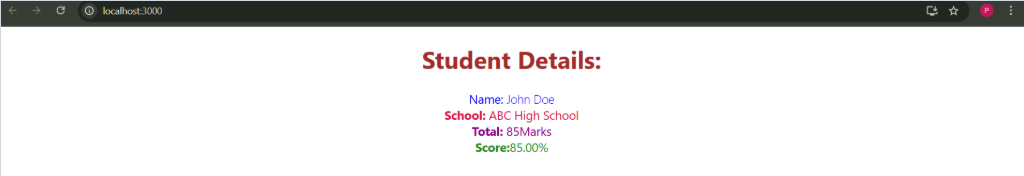 localhost:3000
P
Student Details:
Name: John Doe
School: ABC High School
Total: 85Marks
Score:85.00%